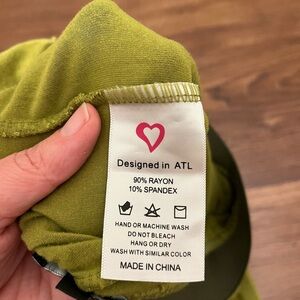 Designed in ATL
90% RAYON
10% SPANDEX
HAND OR MACHINE WASH
DO NOT BLEACH
HANG OR DRY
WASH WITH SIMILAR COLOR
MADE IN CHINA